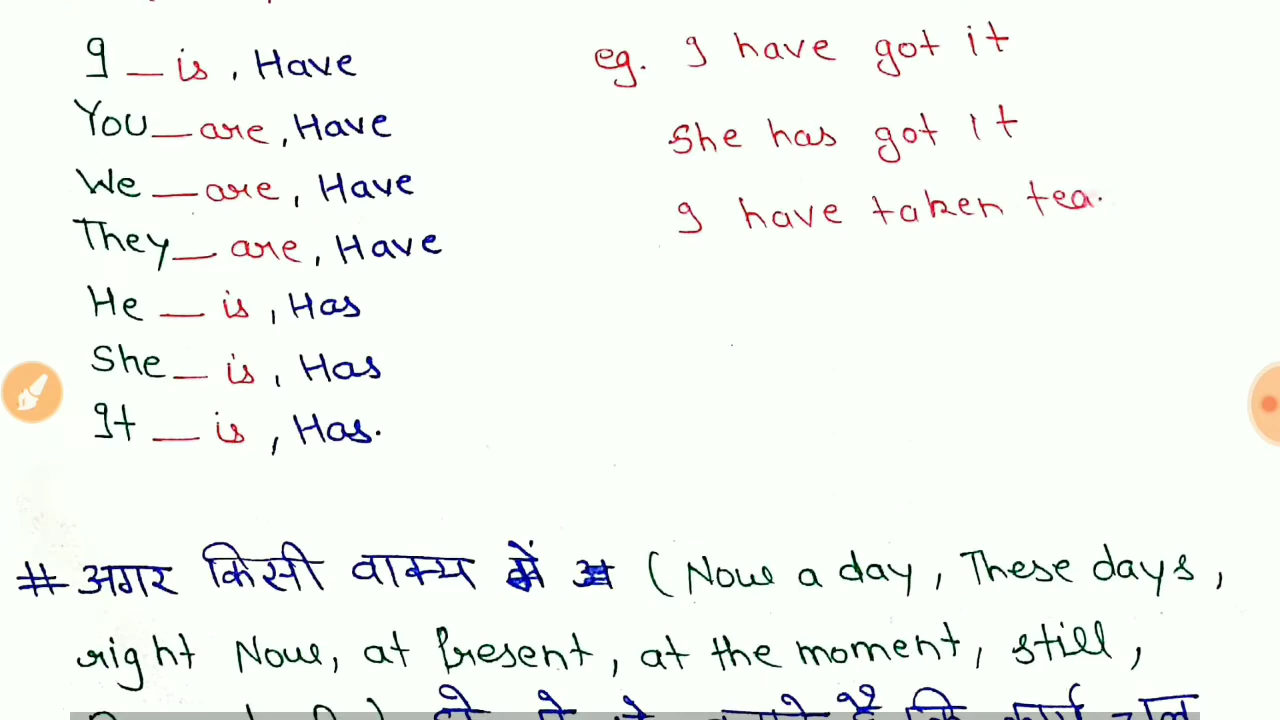 I _ is, Have
You _ are, Have
We _ are, Have
They _ are, Have
He _ is, Has
She _ is, Has
It _ is, Has.
eg. I have got it
She has got it
I have taken tea.
# अगर किसी वाक्य में (Now a day, These days,
right Now, at present, at the moment, still,